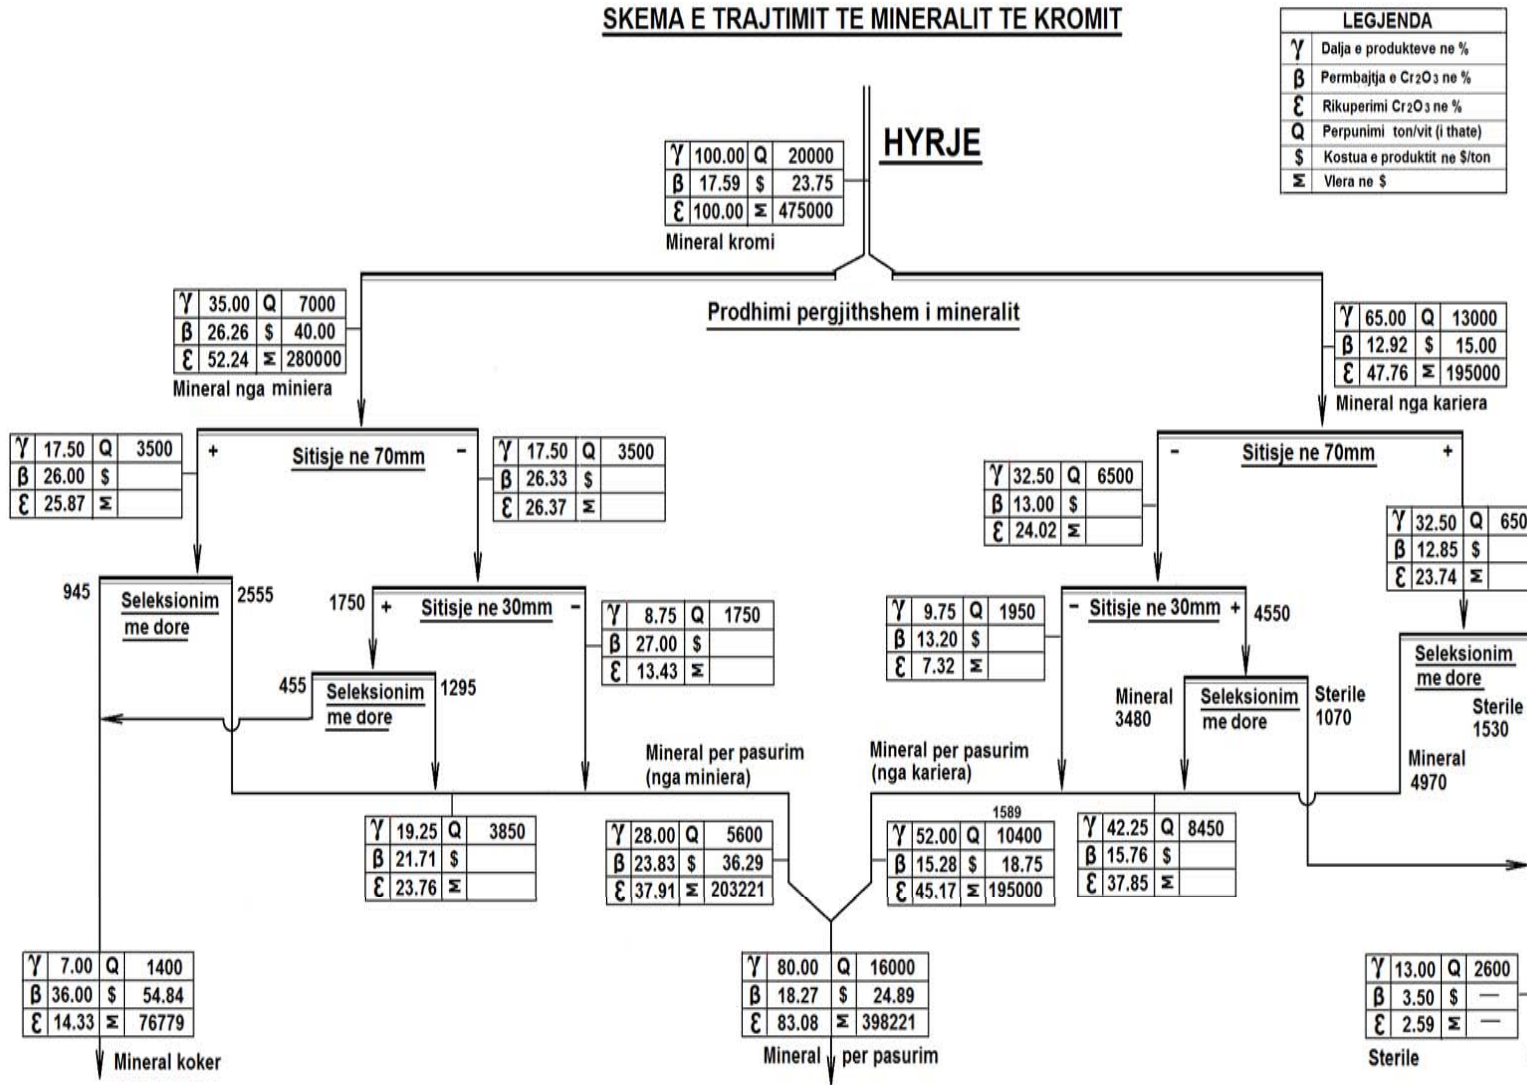 SKEMA E TRAJTIMIT TE MINERALIT TE KROMIT
LEGJENDA
γ Dalja e produkteve ne %
β Permbajtja e Cr2O3 ne %
Ɛ Rikuperimi Cr2O3 ne %
Q Perpunimi ton/vit (i thate)
$ Kostua e produktit ne $/ton
Σ Vlera ne $
HYRJE
γ 100.00 Q 20000
β 17.59 $ 23.75
Ɛ 100.00 Σ 475000
Mineral kromi
Prodhimi pergjithshem i mineralit
γ 35.00 Q 7000
β 26.26 $ 40.00
Ɛ 52.24 Σ 280000
Mineral nga miniera
γ 65.00 Q 13000
β 12.92 $ 15.00
Ɛ 47.76 Σ 195000
Mineral nga kariera
γ 17.50 Q 3500
β 26.00 $
Ɛ 25.87 Σ
+ Sitisje ne 70mm -
γ 17.50 Q 3500
β 26.33 $
Ɛ 26.37 Σ
γ 32.50 Q 6500
β 13.00 $
Ɛ 24.02 Σ
- Sitisje ne 70mm +
γ 32.50 Q 650
β 12.85 $
Ɛ 23.74 Σ
945
Seleksionim
me dore
2555
1750
+ Sitisje ne 30mm -
γ 8.75 Q 1750
β 27.00 $
Ɛ 13.43 Σ
γ 9.75 Q 1950
β 13.20 $
Ɛ 7.32 Σ
- Sitisje ne 30mm +
4550
Seleksionim
me dore
Sterile
1530
Mineral
4970
455
Seleksionim
me dore
1295
Mineral
3480
Seleksionim
me dore
Sterile
1070
Mineral per pasurim
(nga miniera)
Mineral per pasurim
(nga kariera)
γ 19.25 Q 3850
β 21.71 $
Ɛ 23.76 Σ
γ 28.00 Q 5600
β 23.83 $ 36.29
Ɛ 37.91 Σ 203221
1589
γ 52.00 Q 10400
β 15.28 $ 18.75
Ɛ 45.17 Σ 195000
γ 42.25 Q 8450
β 15.76 $
Ɛ 37.85 Σ
γ 7.00 Q 1400
β 36.00 $ 54.84
Ɛ 14.33 Σ 76779
Mineral koker
γ 80.00 Q 16000
β 18.27 $ 24.89
Ɛ 83.08 Σ 398221
Mineral per pasurim
γ 13.00 Q 2600
β 3.50 $ —
Ɛ 2.59 Σ —
Sterile